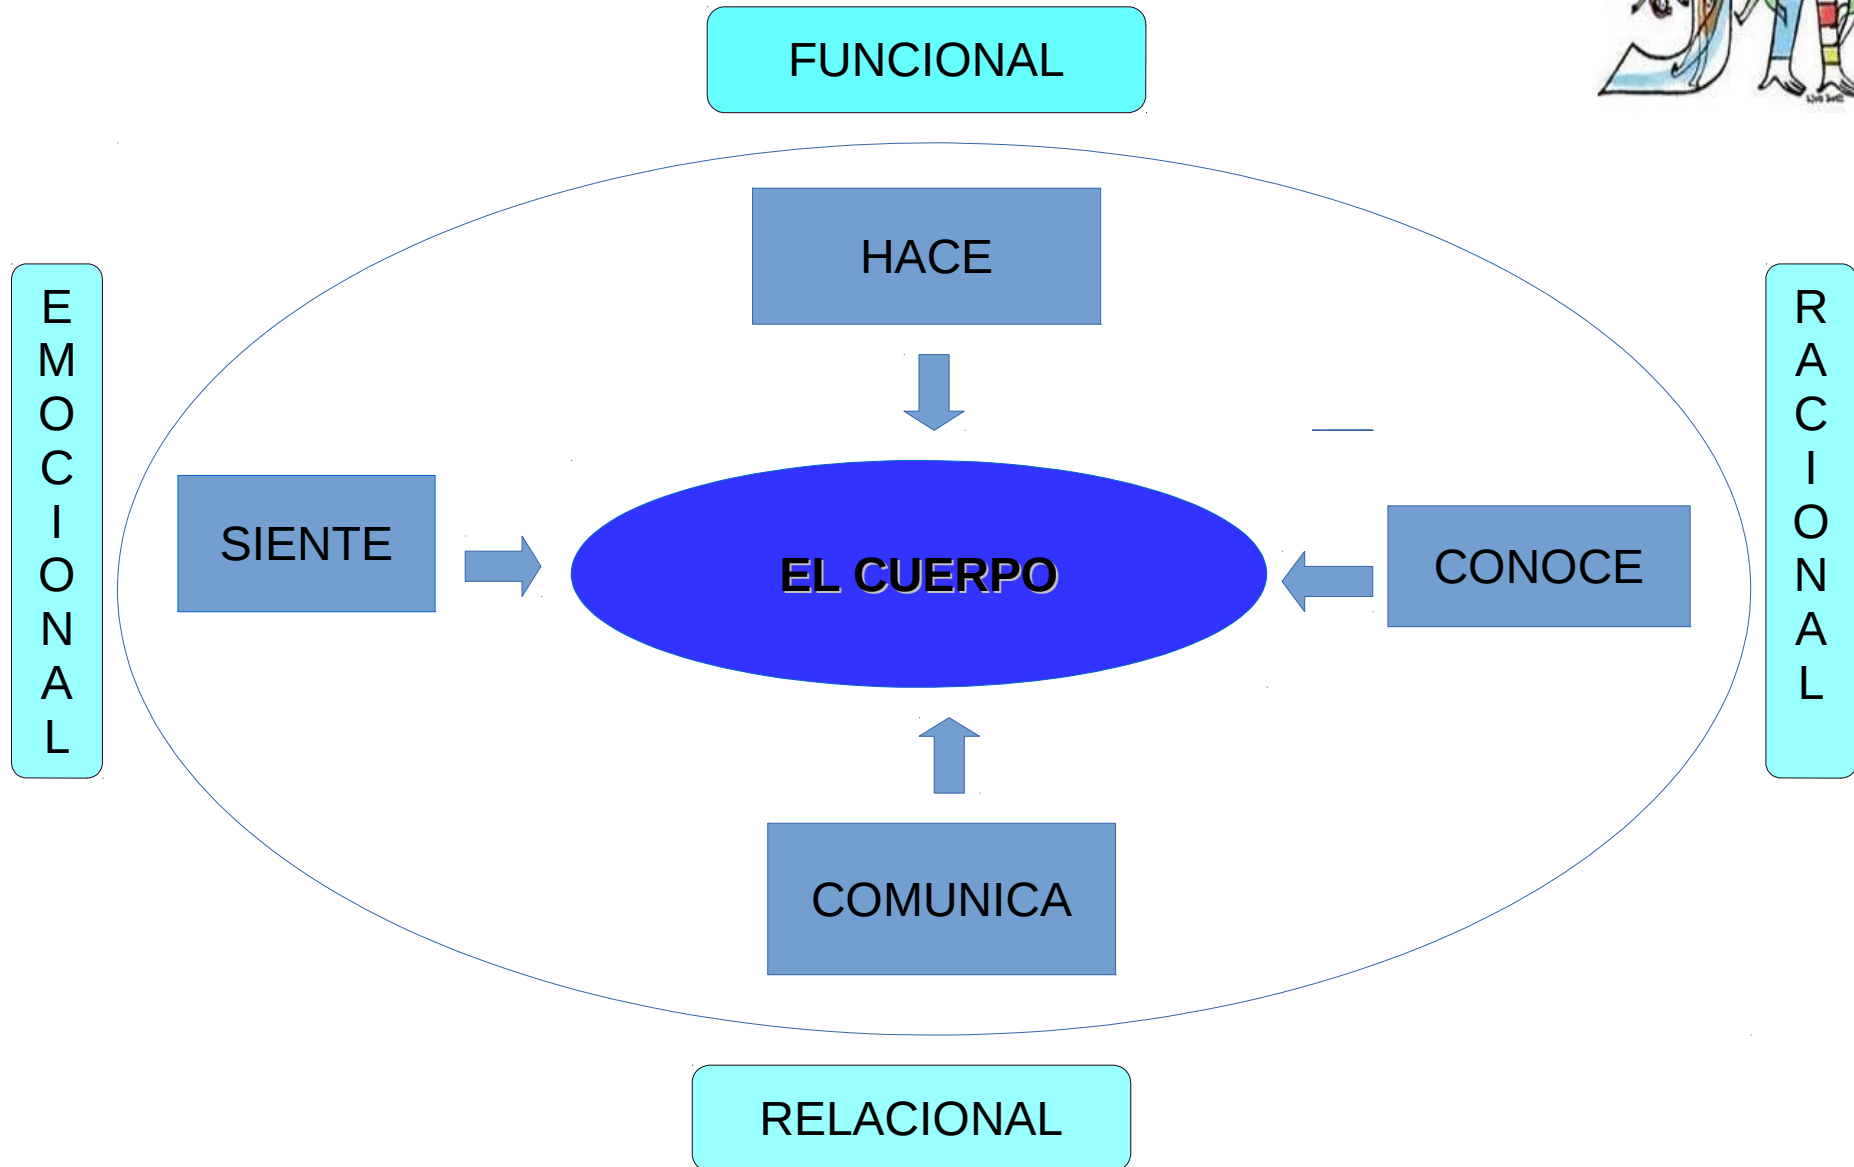 FUNCIONAL
HACE
EMOCIONAL
RACIONAL
SIENTE
EL CUERPO
CONOCE
COMUNICA
RELACIONAL